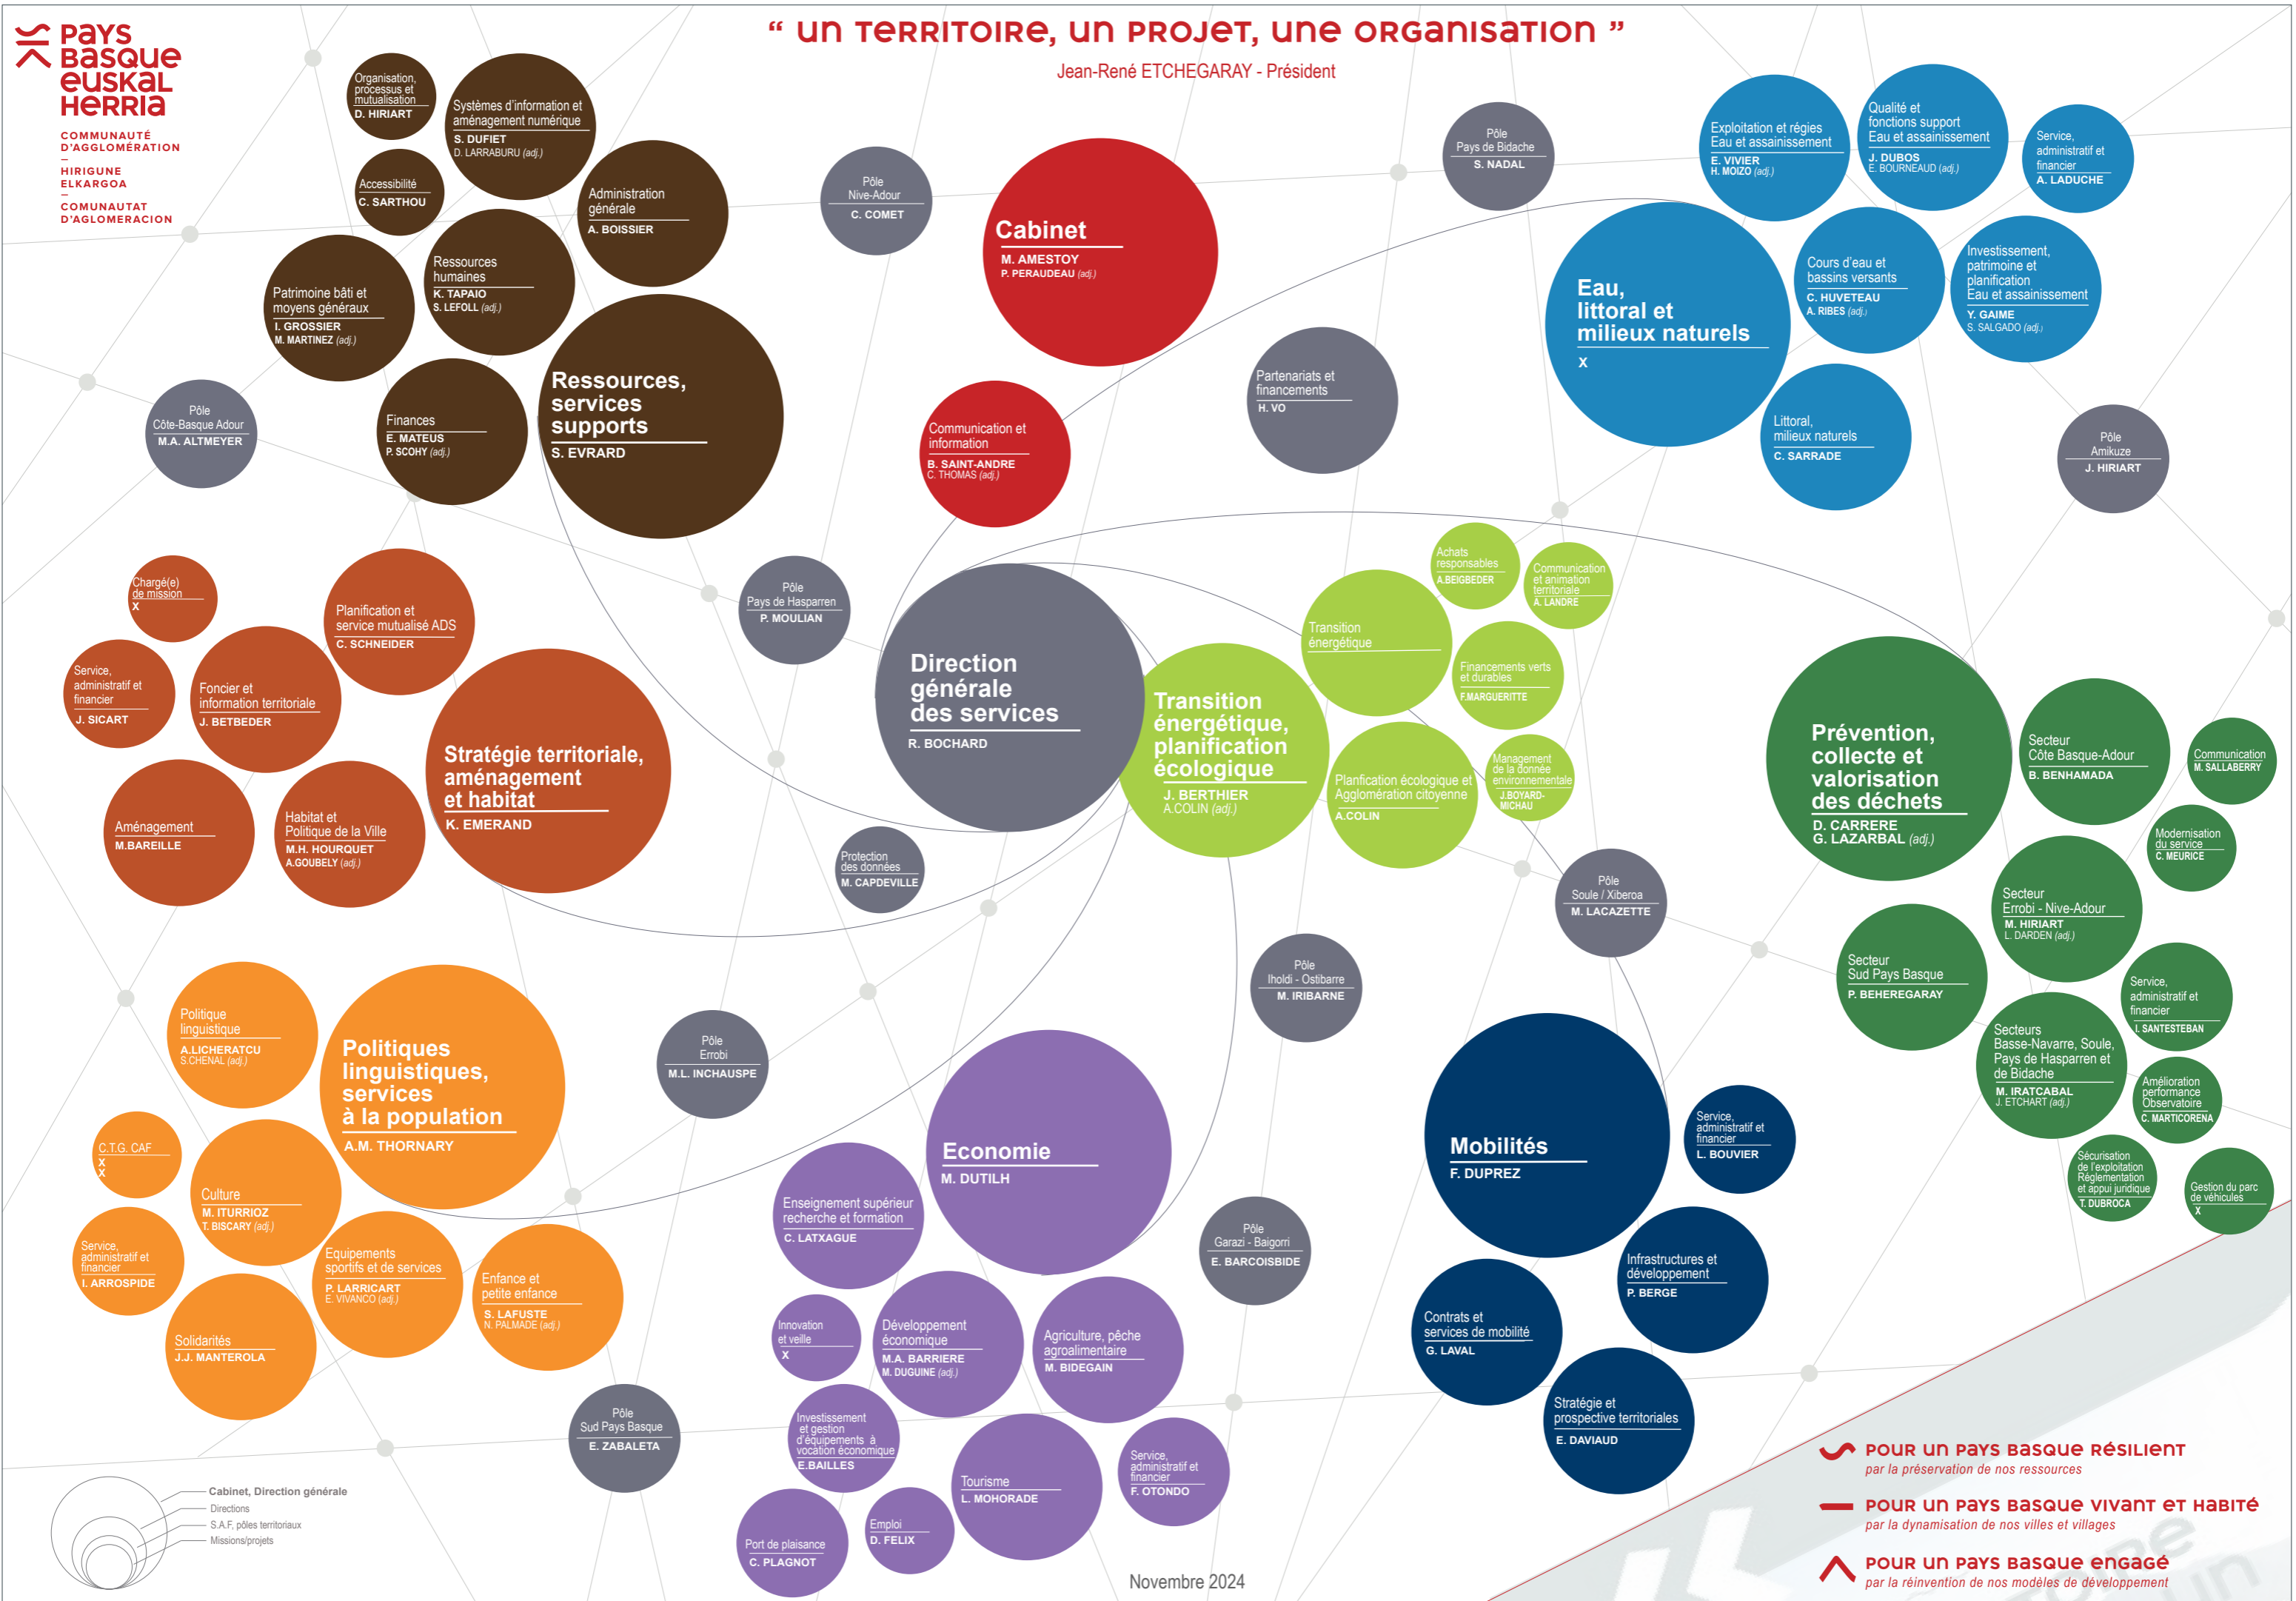 PAYS
BASQUE
EUSKAL
HERRIA
COMMUNAUTÉ
D'AGGLOMÉRATION
–
HIRIGUNE
ELKARGOA
–
COMUNAUTAT
D'AGLOMERACION
“ UN TERRITOIRE, UN PROJET, UNE ORGANISATION ”
Jean-René ETCHEGARAY - Président
Organisation,
processus et
mutualisation
D. HIRIART
Systèmes d'information et
aménagement numérique
S. DUFIET
D. LARRABURU (adj.)
Accessibilité
C. SARTHOU
Administration
générale
A. BOISSIER
Ressources
humaines
K. TAPAIO
S. LEFOLL (adj.)
Patrimoine bâti et
moyens généraux
I. GROSSIER
M. MARTINEZ (adj.)
Finances
E. MATEUS
P. SCOHY (adj.)
Ressources,
services
supports
S. EVRARD
Pôle
Côte-Basque Adour
M.A. ALTMEYER
Pôle
Nive-Adour
C. COMET
Cabinet
M. AMESTOY
P. PERAUDEAU (adj.)
Communication et
information
B. SAINT-ANDRE
C. THOMAS (adj.)
Partenariats et
financements
H. VO
Pôle
Pays de Bidache
S. NADAL
Exploitation et régies
Eau et assainissement
E. VIVIER
H. MOIZO (adj.)
Qualité et
fonctions support
Eau et assainissement
J. DUBOS
E. BOURNEAUD (adj.)
Service,
administratif et
financier
A. LADUCHE
Eau,
littoral et
milieux naturels
X
Cours d'eau et
bassins versants
C. HUVETEAU
A. RIBES (adj.)
Investissement,
patrimoine et
planification
Eau et assainissement
Y. GAIME
S. SALGADO (adj.)
Littoral,
milieux naturels
C. SARRADE
Pôle
Amikuze
J. HIRIART
Chargé(e)
de mission
X
Planification et
service mutualisé ADS
C. SCHNEIDER
Service,
administratif et
financier
J. SICART
Foncier et
information territoriale
J. BETBEDER
Stratégie territoriale,
aménagement
et habitat
K. EMERAND
Aménagement
M.BAREILLE
Habitat et
Politique de la Ville
M.H. HOURQUET
A.GOUBELY (adj.)
Pôle
Pays de Hasparren
P. MOULIAN
Direction
générale
des services
R. BOCHARD
Protection
des données
M. CAPDEVILLE
Transition
énergétique,
planification
écologique
J. BERTHIER
A.COLIN (adj.)
Transition
énergétique
Achats
responsables
A.BEIGBEDER
Communication
et animation
territoriale
A. LANDRE
Financements verts
et durables
F.MARGUERITTE
Planfication écologique et
Agglomération citoyenne
A.COLIN
Management
de la donnée
environnementale
J.BOYARD-
MICHAU
Pôle
Soule / Xiberoa
M. LACAZETTE
Prévention,
collecte et
valorisation
des déchets
D. CARRERE
G. LAZARBAL (adj.)
Secteur
Côte Basque-Adour
B. BENHAMADA
Communication
M. SALLABERRY
Modernisation
du service
C. MEURICE
Secteur
Errobi - Nive-Adour
M. HIRIART
L. DARDEN (adj.)
Secteur
Sud Pays Basque
P. BEHEREGARAY
Service,
administratif et
financier
I. SANTESTEBAN
Secteurs
Basse-Navarre, Soule,
Pays de Hasparren et
de Bidache
M. IRATCABAL
J. ETCHART (adj.)
Amélioration
performance
Observatoire
C. MARTICORENA
Sécurisation
de l'exploitation
Réglementation
et appui juridique
T. DUBROCA
Gestion du parc
de véhicules
X
Politique
linguistique
A.LICHERATCU
S.CHENAL (adj.)
Politiques
linguistiques,
services
à la population
A.M. THORNARY
C.T.G. CAF
X
X
Culture
M. ITURRIOZ
T. BISCARY (adj.)
Service,
administratif et
financier
I. ARROSPIDE
Equipements
sportifs et de services
P. LARRICART
E. VIVANCO (adj.)
Enfance et
petite enfance
S. LAFUSTE
N. PALMADE (adj.)
Solidarités
J.J. MANTEROLA
Pôle
Errobi
M.L. INCHAUSPE
Pôle
Sud Pays Basque
E. ZABALETA
Pôle
Iholdi - Ostibarre
M. IRIBARNE
Economie
M. DUTILH
Enseignement supérieur
recherche et formation
C. LATXAGUE
Innovation
et veille
X
Développement
économique
M.A. BARRIERE
M. DUGUINE (adj.)
Agriculture, pêche
agroalimentaire
M. BIDEGAIN
Investissement
et gestion
d'équipements à
vocation économique
E.BAILLES
Tourisme
L. MOHORADE
Service,
administratif et
financier
F. OTONDO
Port de plaisance
C. PLAGNOT
Emploi
D. FELIX
Pôle
Garazi - Baigorri
E. BARCOISBIDE
Mobilités
F. DUPREZ
Service,
administratif et
financier
L. BOUVIER
Infrastructures et
développement
P. BERGE
Contrats et
services de mobilité
G. LAVAL
Stratégie et
prospective territoriales
E. DAVIAUD
Cabinet, Direction générale
Directions
S.A.F, pôles territoriaux
Missions/projets
Novembre 2024
POUR UN PAYS BASQUE RÉSILIENT
par la préservation de nos ressources
POUR UN PAYS BASQUE VIVANT ET HABITÉ
par la dynamisation de nos villes et villages
POUR UN PAYS BASQUE ENGAGÉ
par la réinvention de nos modèles de développement